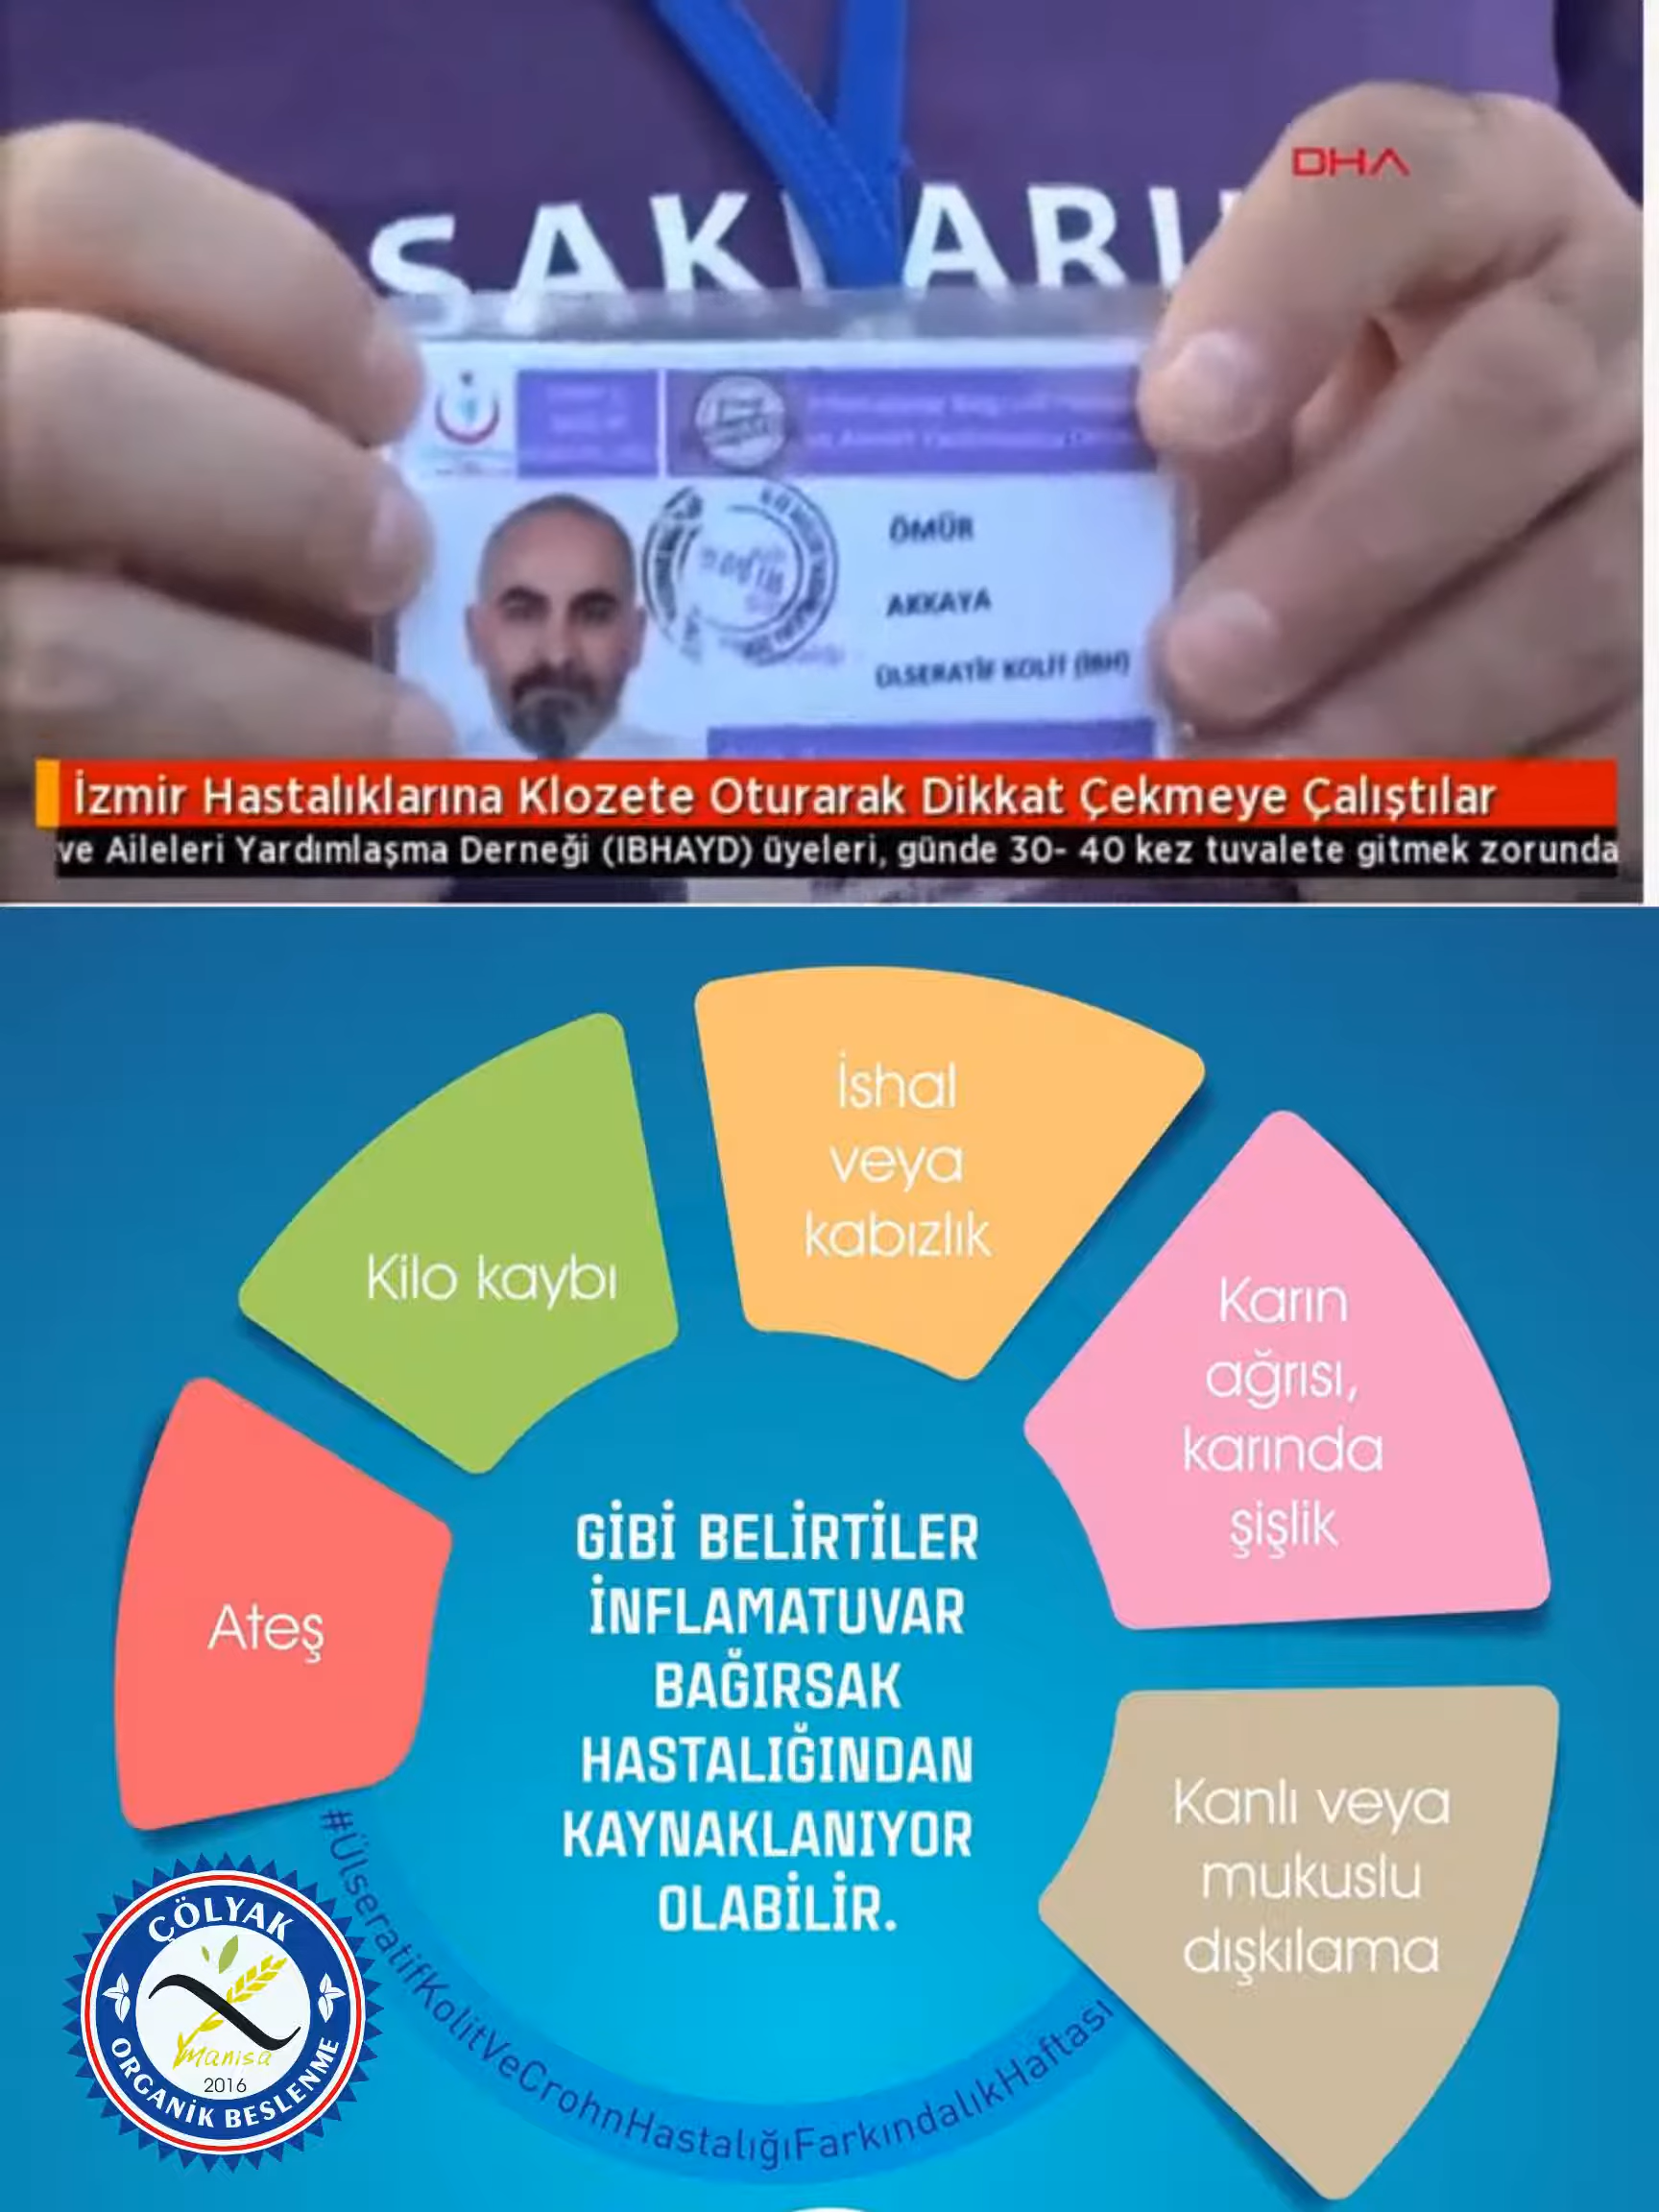 DHA
ÖMÜR
AKKAYA
ÜLSERATİF KOLİT (İBH)
İzmir Hastalıklarına Klozete Oturarak Dikkat Çekmeye Çalıştılar
ve Aileleri Yardımlaşma Derneği (IBHAYD) üyeleri, günde 30- 40 kez tuvalete gitmek zorunda
İshal
veya
kabızlık
Kilo kaybı
Karın
ağrısı,
karında
şişlik
Ateş
GİBİ BELİRTİLER
İNFLAMATUVAR
BAĞIRSAK
HASTALIĞINDAN
KAYNAKLANIYOR
OLABİLİR.
Kanlı veya
mukuslu
dışkılama
#ÜlseratifKolitVeCrohnHastalığıFarkındalıkHaftası
ÇÖLYAK
manisa
2016
ORGANİK BESLENME